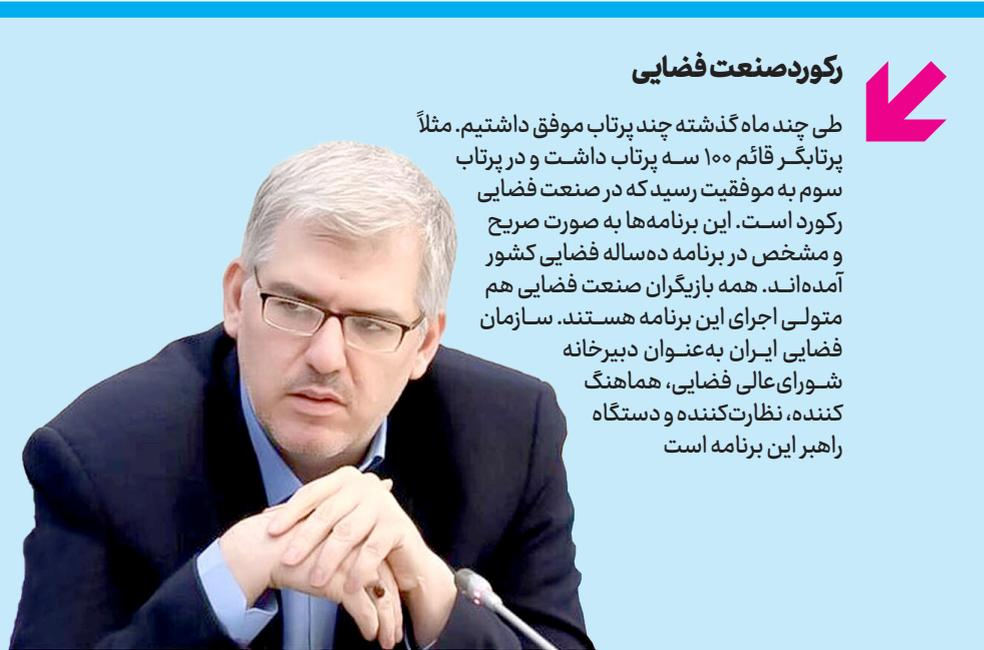 رکورد صنعت فضایی
طی چند ماه گذشته چند پرتاب موفق داشتیم. مثلاً
پرتابگر قائم ۱۰۰ سه پرتاب داشت و در پرتاب
سوم به موفقیت رسید که در صنعت فضایی
رکورد است. این برنامه‌ها به صورت صریح
و مشخص در برنامه ده‌ساله فضایی کشور
آمده‌اند. همه بازیگران صنعت فضایی هم
متولی اجرای این برنامه هستند. سازمان
فضایی ایران به‌عنوان دبیرخانه
شورای‌عالی فضایی، هماهنگ
کننده، نظارت‌کننده و دستگاه
راهبر این برنامه است